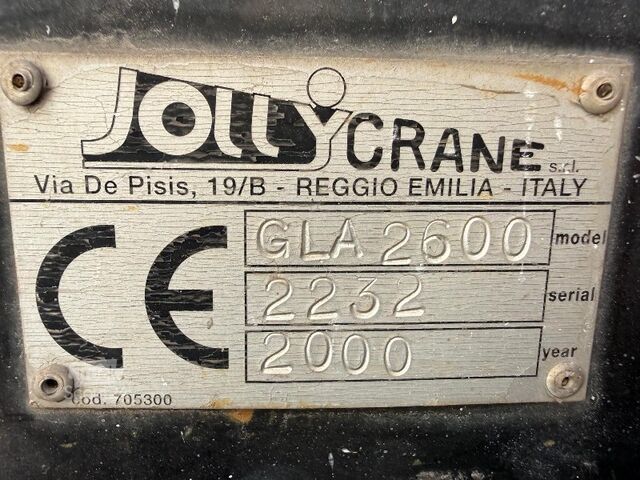 JOLLY CRANE s.r.l.
Via De Pisis, 19/B - REGGIO EMILIA - ITALY
CE
GLA 2600 model
2232 serial
2000 year
cod. 705300